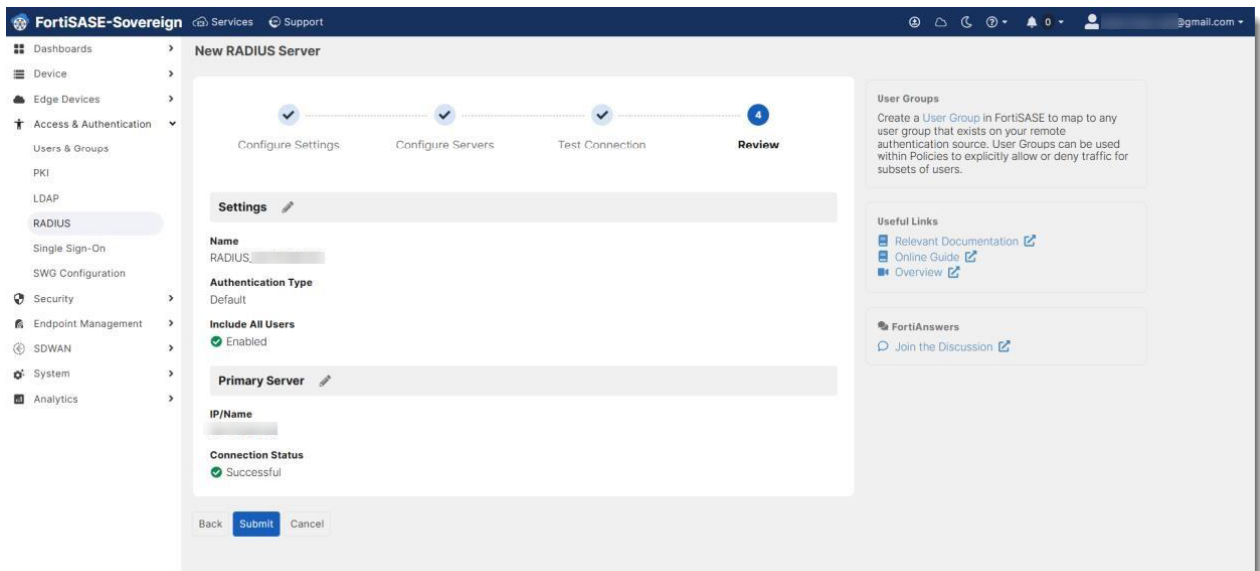 FortiSASE-Sovereign Services Support 0 @gmail.com
Dashboards
Device
Edge Devices
Access & Authentication
Users & Groups
PKI
LDAP
RADIUS
Single Sign-On
SWG Configuration
Security
Endpoint Management
SDWAN
System
Analytics
New RADIUS Server
4
Configure Settings Configure Servers Test Connection Review
Settings
Name
RADIUS_
Authentication Type
Default
Include All Users
Enabled
Primary Server
IP/Name
Connection Status
Successful
Back Submit Cancel
User Groups
Create a User Group in FortiSASE to map to any
user group that exists on your remote
authentication source. User Groups can be used
within Policies to explicitly allow or deny traffic for
subsets of users.
Useful Links
Relevant Documentation
Online Guide
Overview
FortiAnswers
Join the Discussion